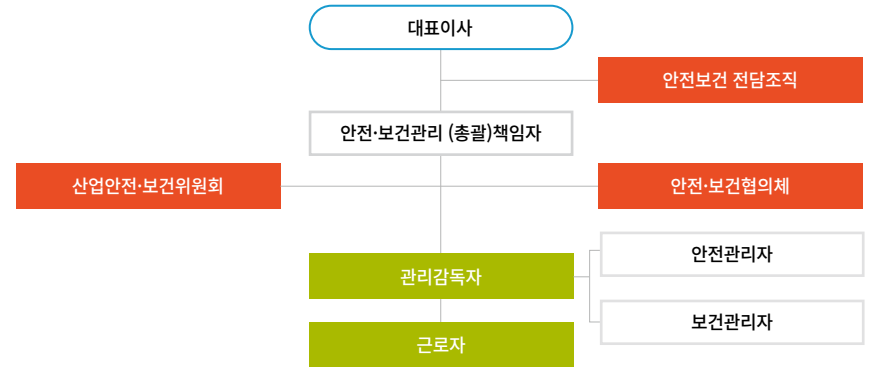 대표이사
안전보건 전담조직
안전·보건관리 (총괄)책임자
산업안전·보건위원회
안전·보건협의체
관리감독자
안전관리자
보건관리자
근로자